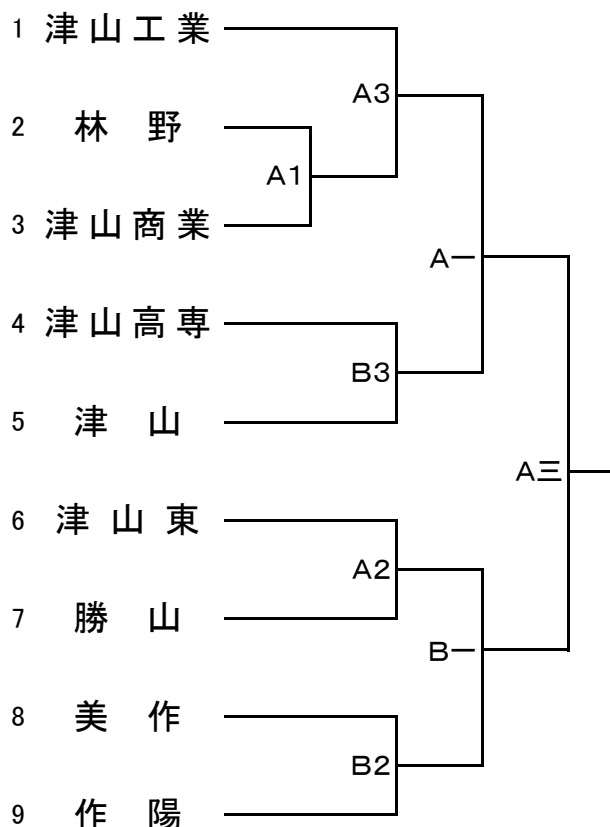 1 津山工業
A3
2 林野
A1
3 津山商業
A一
4 津山高専
B3
5 津山
A三
6 津山東
A2
7 勝山
B一
8 美作
B2
9 作陽